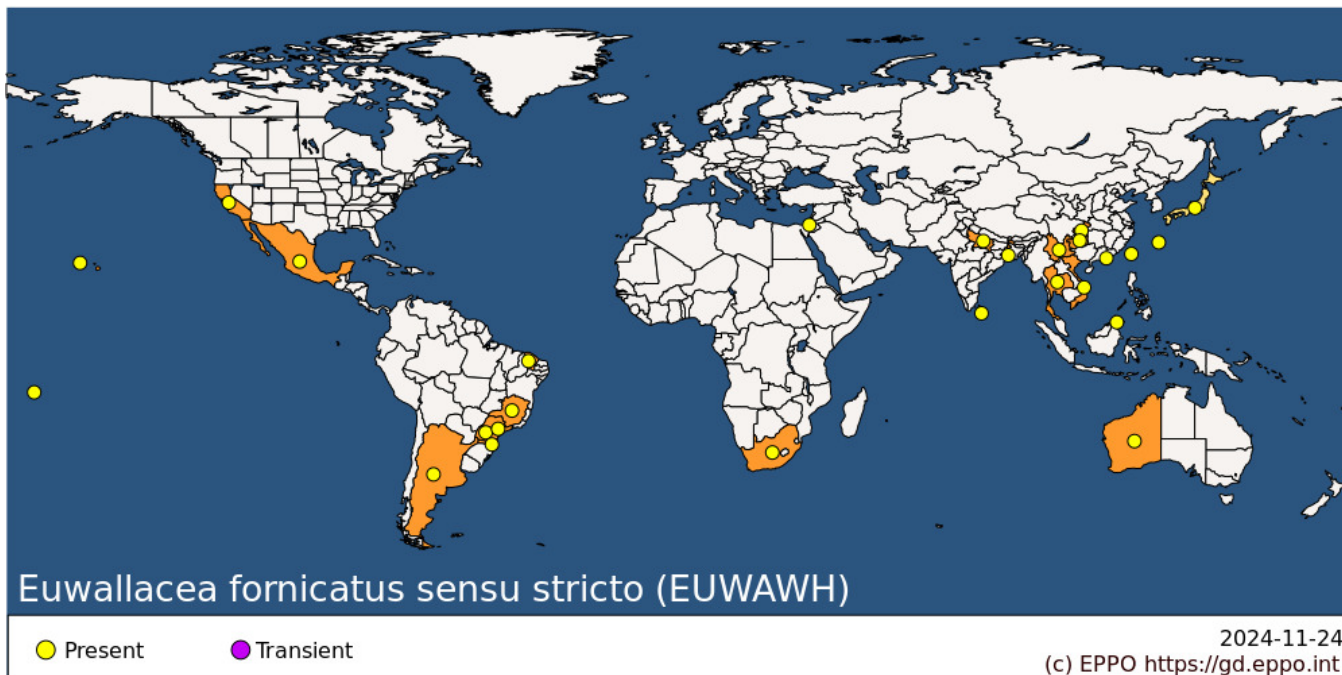 Euwallacea fornicatus sensu stricto (EUWAWH)
Present
Transient
2024-11-24
(c) EPPO https://gd.eppo.int